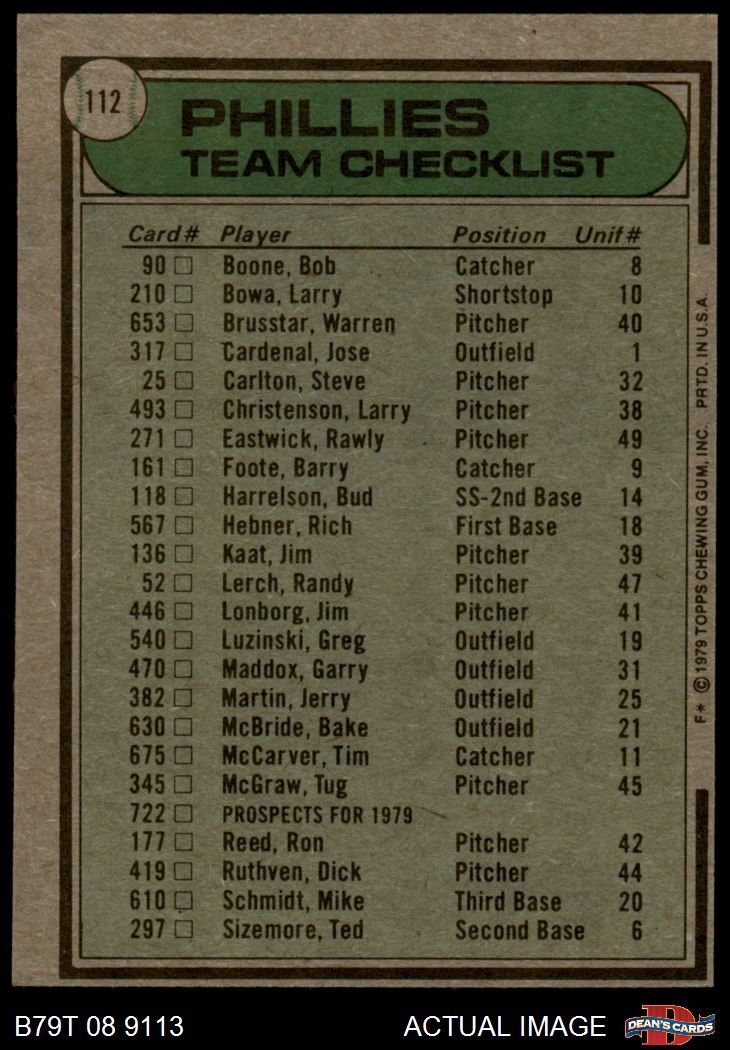 112
PHILLIES
TEAM CHECKLIST
Card# Player Position Unif#
90 Boone, Bob Catcher 8
210 Bowa, Larry Shortstop 10
653 Brusstar, Warren Pitcher 40
317 Cardenal, Jose Outfield 1
25 Carlton, Steve Pitcher 32
493 Christenson, Larry Pitcher 38
271 Eastwick, Rawly Pitcher 49
161 Foote, Barry Catcher 9
118 Harrelson, Bud SS-2nd Base 14
567 Hebner, Rich First Base 18
136 Kaat, Jim Pitcher 39
52 Lerch, Randy Pitcher 47
446 Lonborg, Jim Pitcher 41
540 Luzinski, Greg Outfield 19
470 Maddox, Garry Outfield 31
382 Martin, Jerry Outfield 25
630 McBride, Bake Outfield 21
675 McCarver, Tim Catcher 11
345 McGraw, Tug Pitcher 45
722 PROSPECTS FOR 1979
177 Reed, Ron Pitcher 42
419 Ruthven, Dick Pitcher 44
610 Schmidt, Mike Third Base 20
297 Sizemore, Ted Second Base 6
F* © 1979 TOPPS CHEWING GUM, INC. PRTD. IN U.S.A.
B79T 08 9113 ACTUAL IMAGE
D
DEAN'S CARDS